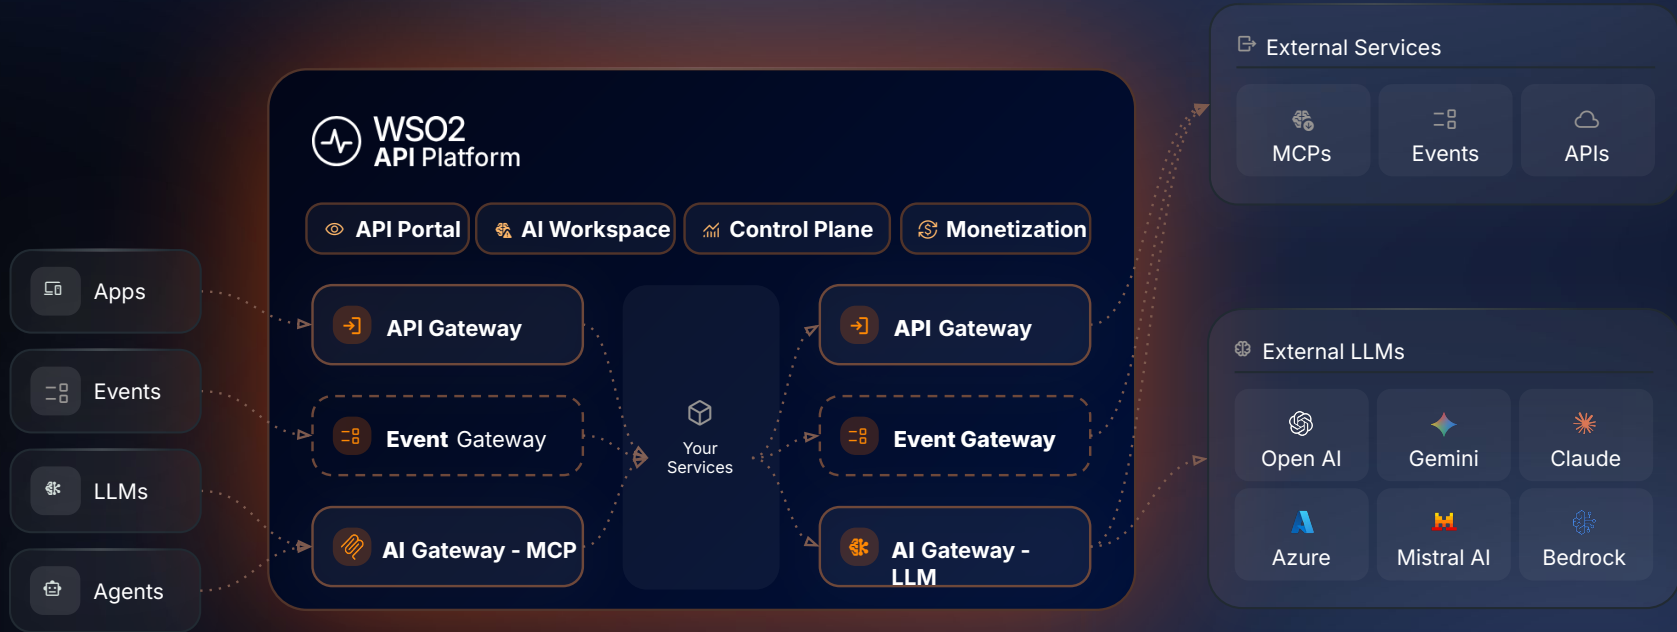 WSO2
API Platform
API Portal
AI Workspace
Control Plane
Monetization
Apps
Events
LLMs
Agents
API Gateway
Event Gateway
AI Gateway - MCP
Your
Services
API Gateway
Event Gateway
AI Gateway -
LLM
External Services
MCPs
Events
APIs
External LLMs
Open AI
Gemini
Claude
Azure
Mistral AI
Bedrock